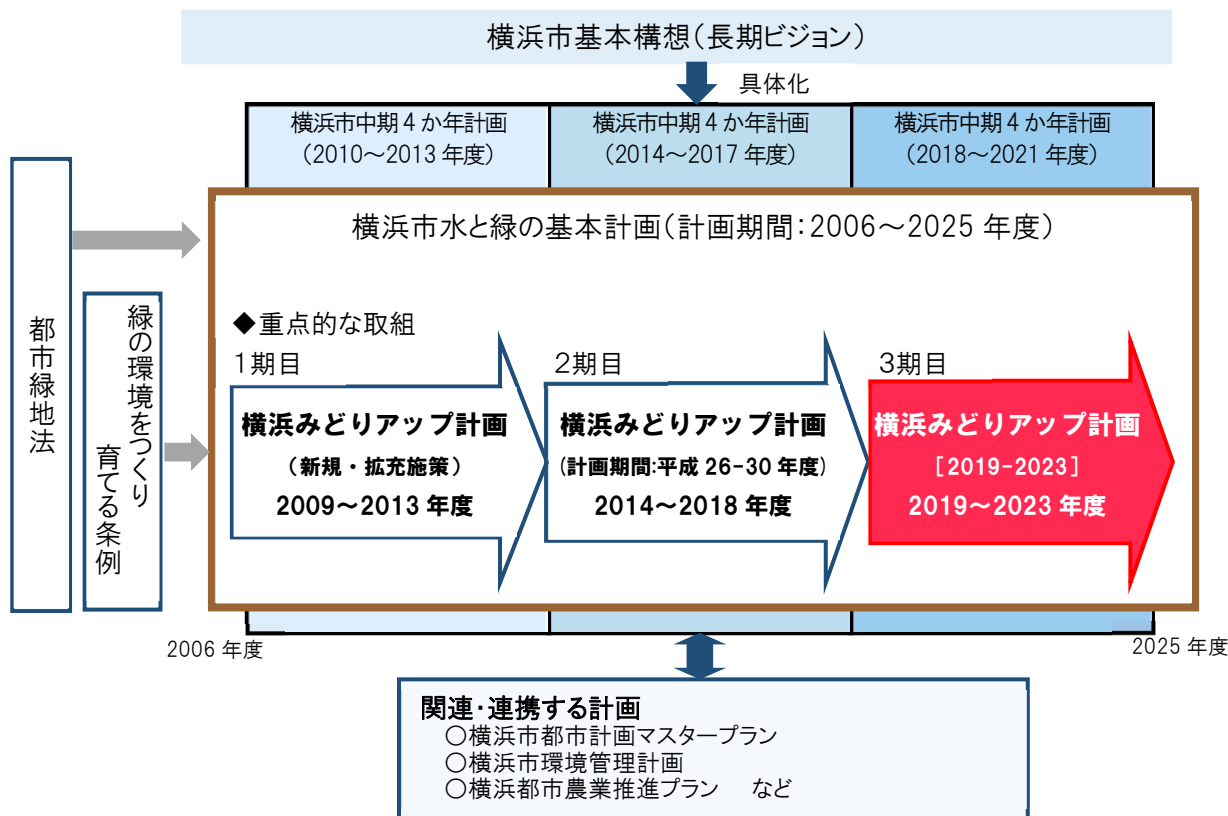 横浜市基本構想（長期ビジョン）
具体化
横浜市中期４か年計画
（2010～2013 年度）
横浜市中期４か年計画
（2014～2017 年度）
横浜市中期４か年計画
（2018～2021 年度）
都市緑地法
緑の環境をつくり
育てる条例
横浜市水と緑の基本計画（計画期間：2006～2025 年度）
◆重点的な取組
１期目
横浜みどりアップ計画
（新規・拡充施策）
2009～2013 年度
２期目
横浜みどりアップ計画
(計画期間:平成 26-30 年度)
2014～2018 年度
３期目
横浜みどりアップ計画
［2019-2023］
2019～2023 年度
2006 年度
2025 年度
関連・連携する計画
○横浜市都市計画マスタープラン
○横浜市環境管理計画
○横浜都市農業推進プラン　など